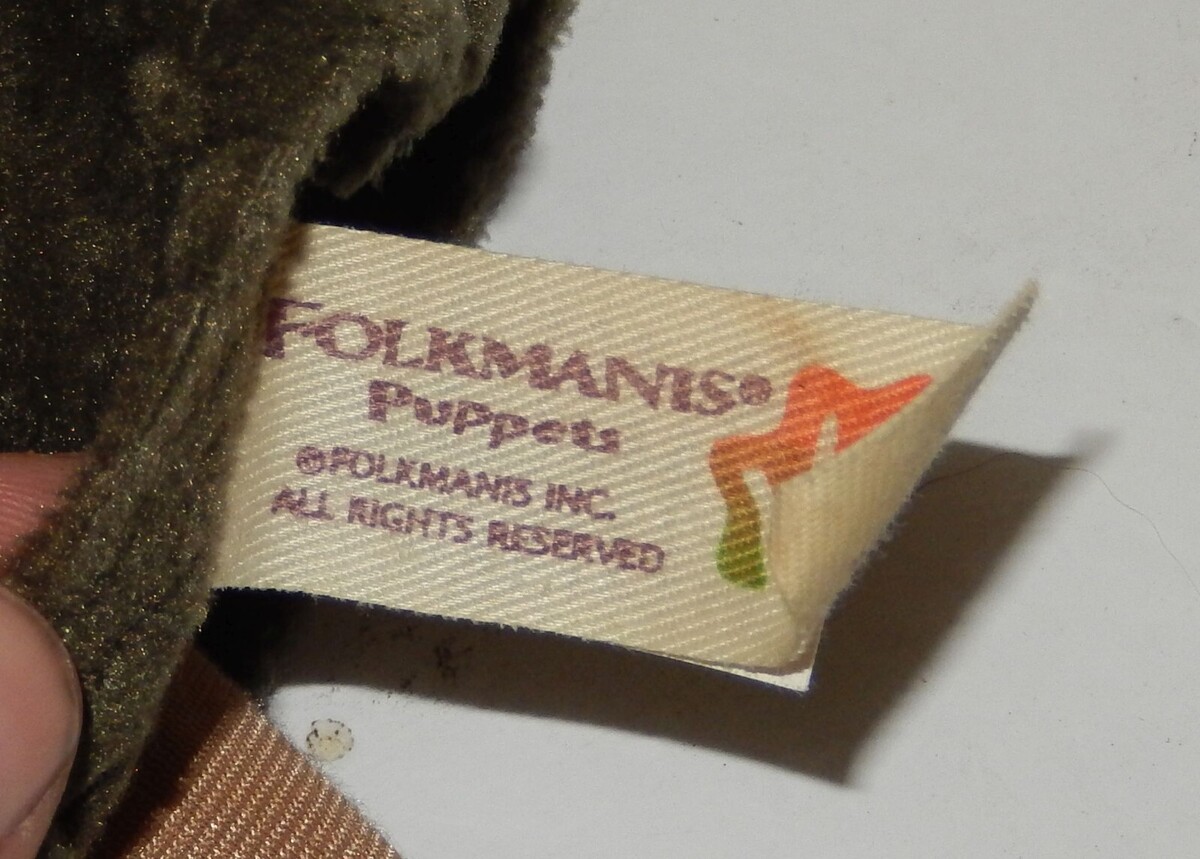 FOLKMANIS®
Puppets
©FOLKMANIS INC.
ALL RIGHTS RESERVED